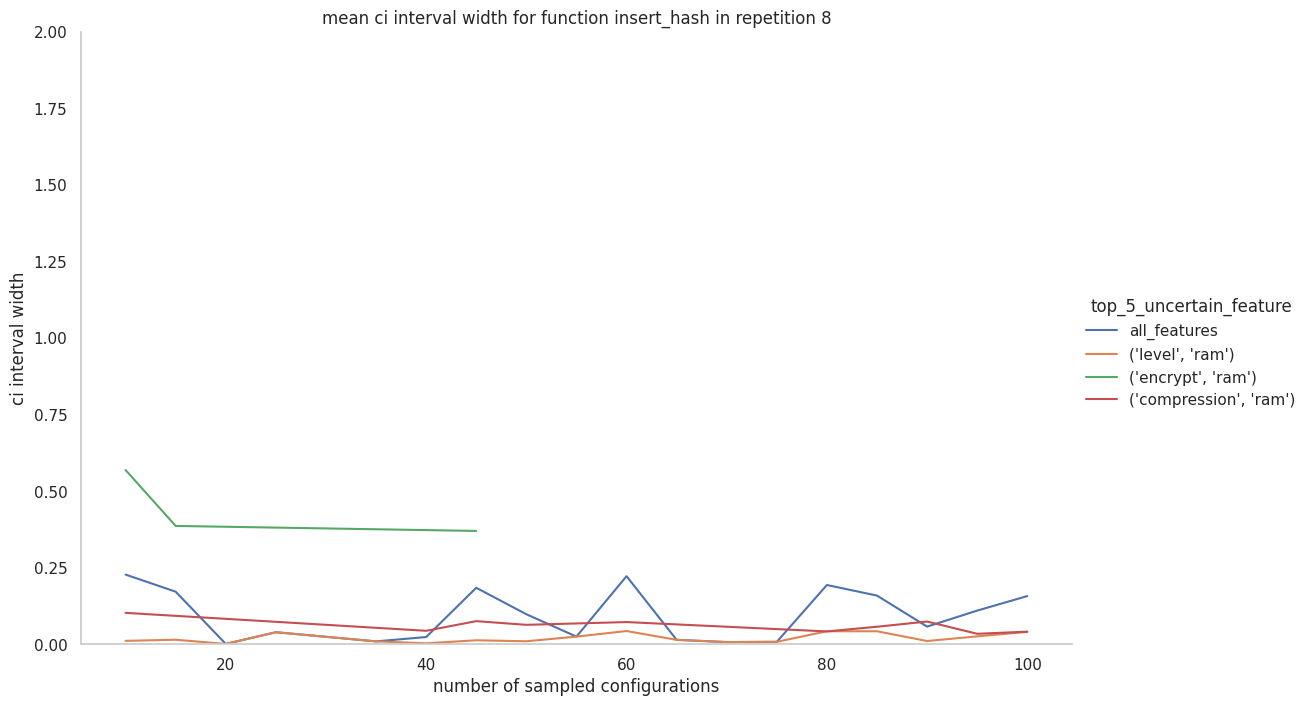 mean ci interval width for function insert_hash in repetition 8
2.00
1.75
1.50
1.25
1.00
0.75
0.50
0.25
0.00
ci interval width
20
40
60
80
100
number of sampled configurations
top_5_uncertain_feature
all_features
('level', 'ram')
('encrypt', 'ram')
('compression', 'ram')